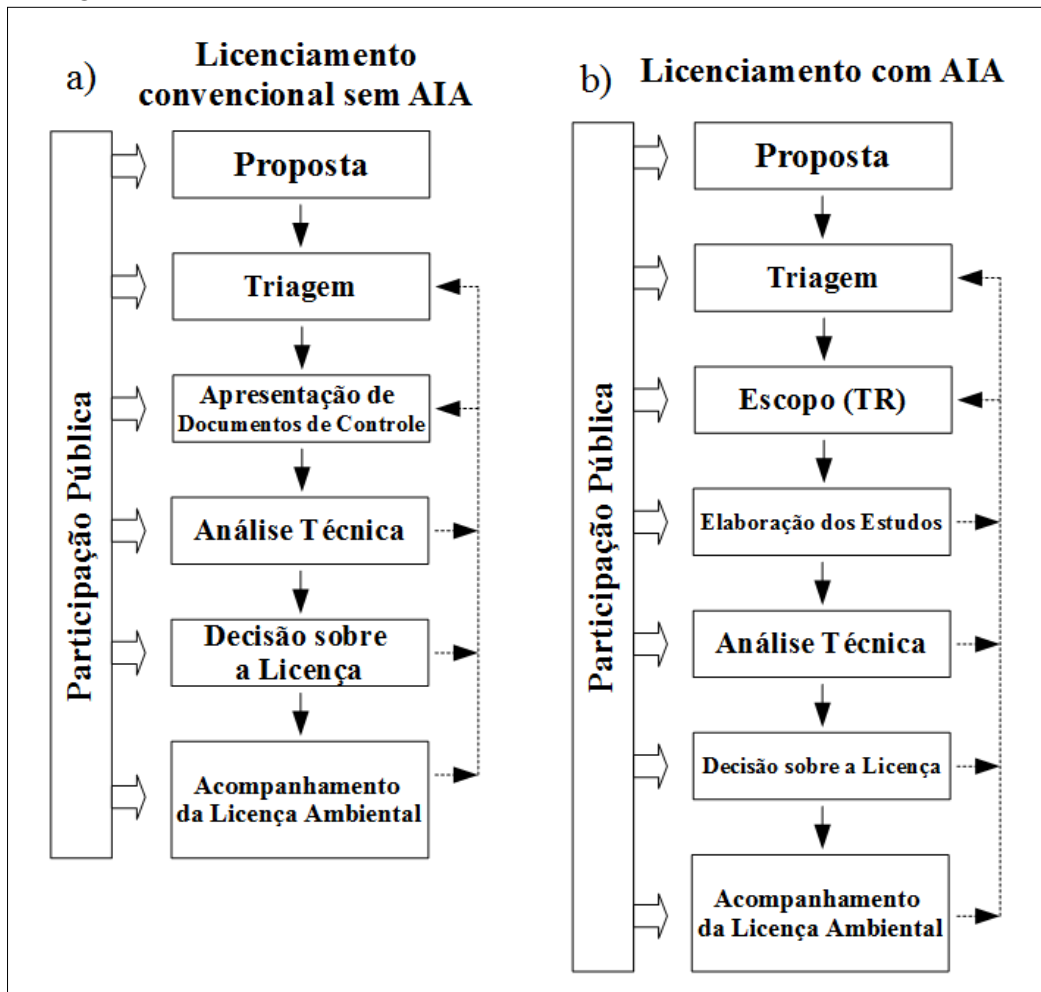 a)
Licenciamento
convencional sem AIA
Participação Pública
Proposta
Triagem
Apresentação de
Documentos de Controle
Análise Técnica
Decisão sobre
a Licença
Acompanhamento
da Licença Ambiental
b)
Licenciamento com AIA
Participação Pública
Proposta
Triagem
Escopo (TR)
Elaboração dos Estudos
Análise Técnica
Decisão sobre a Licença
Acompanhamento
da Licença Ambiental